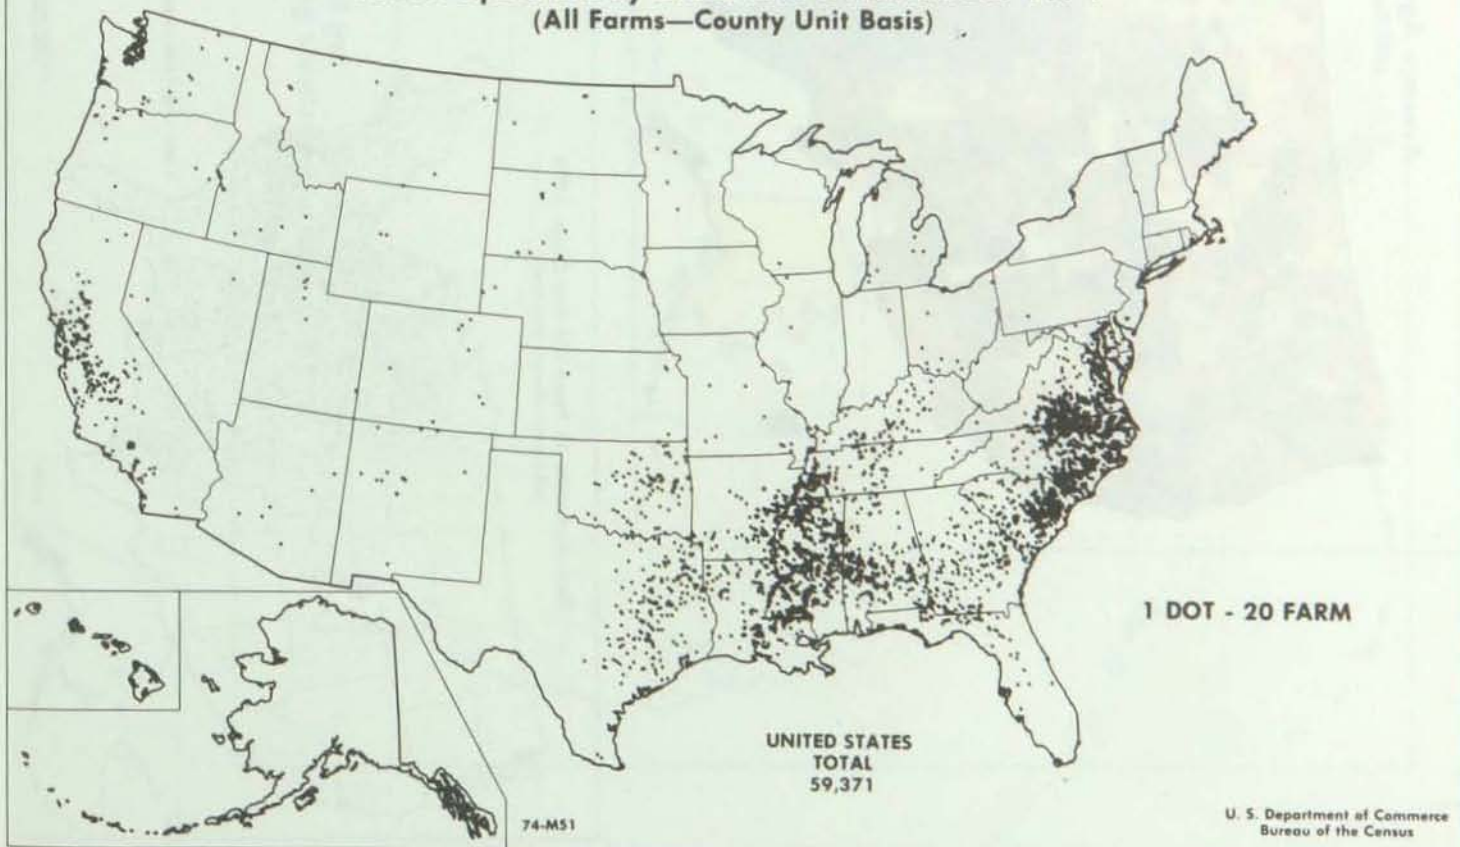 (All Farms—County Unit Basis)
1 DOT - 20 FARM
UNITED STATES
TOTAL
59,371
74-M51
U. S. Department of Commerce
Bureau of the Census